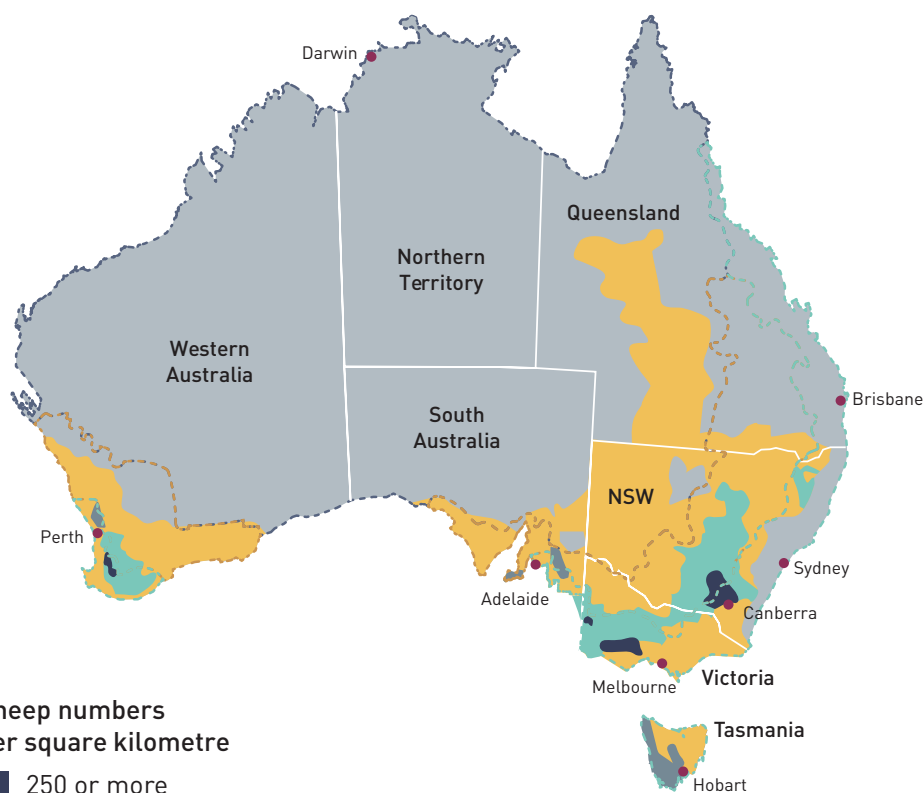 Darwin
Queensland
Northern
Territory
Western
Australia
Brisbane
South
Australia
NSW
Perth
Sydney
Adelaide
Canberra
Melbourne
Victoria
heep numbers
er square kilometre
Tasmania
250 or more
Hobart